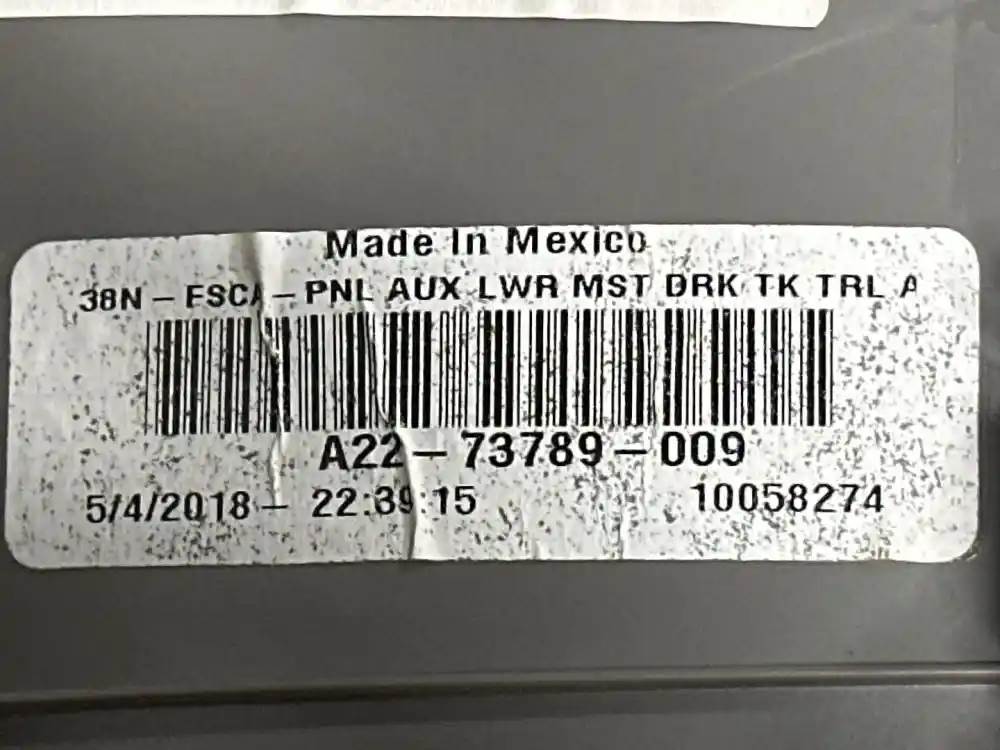 Made In Mexico
38N - FSCA - PNL AUX LWR MST DRK TK TRL A
A22-73789-009
5/4/2018 - 22:39:15 10058274